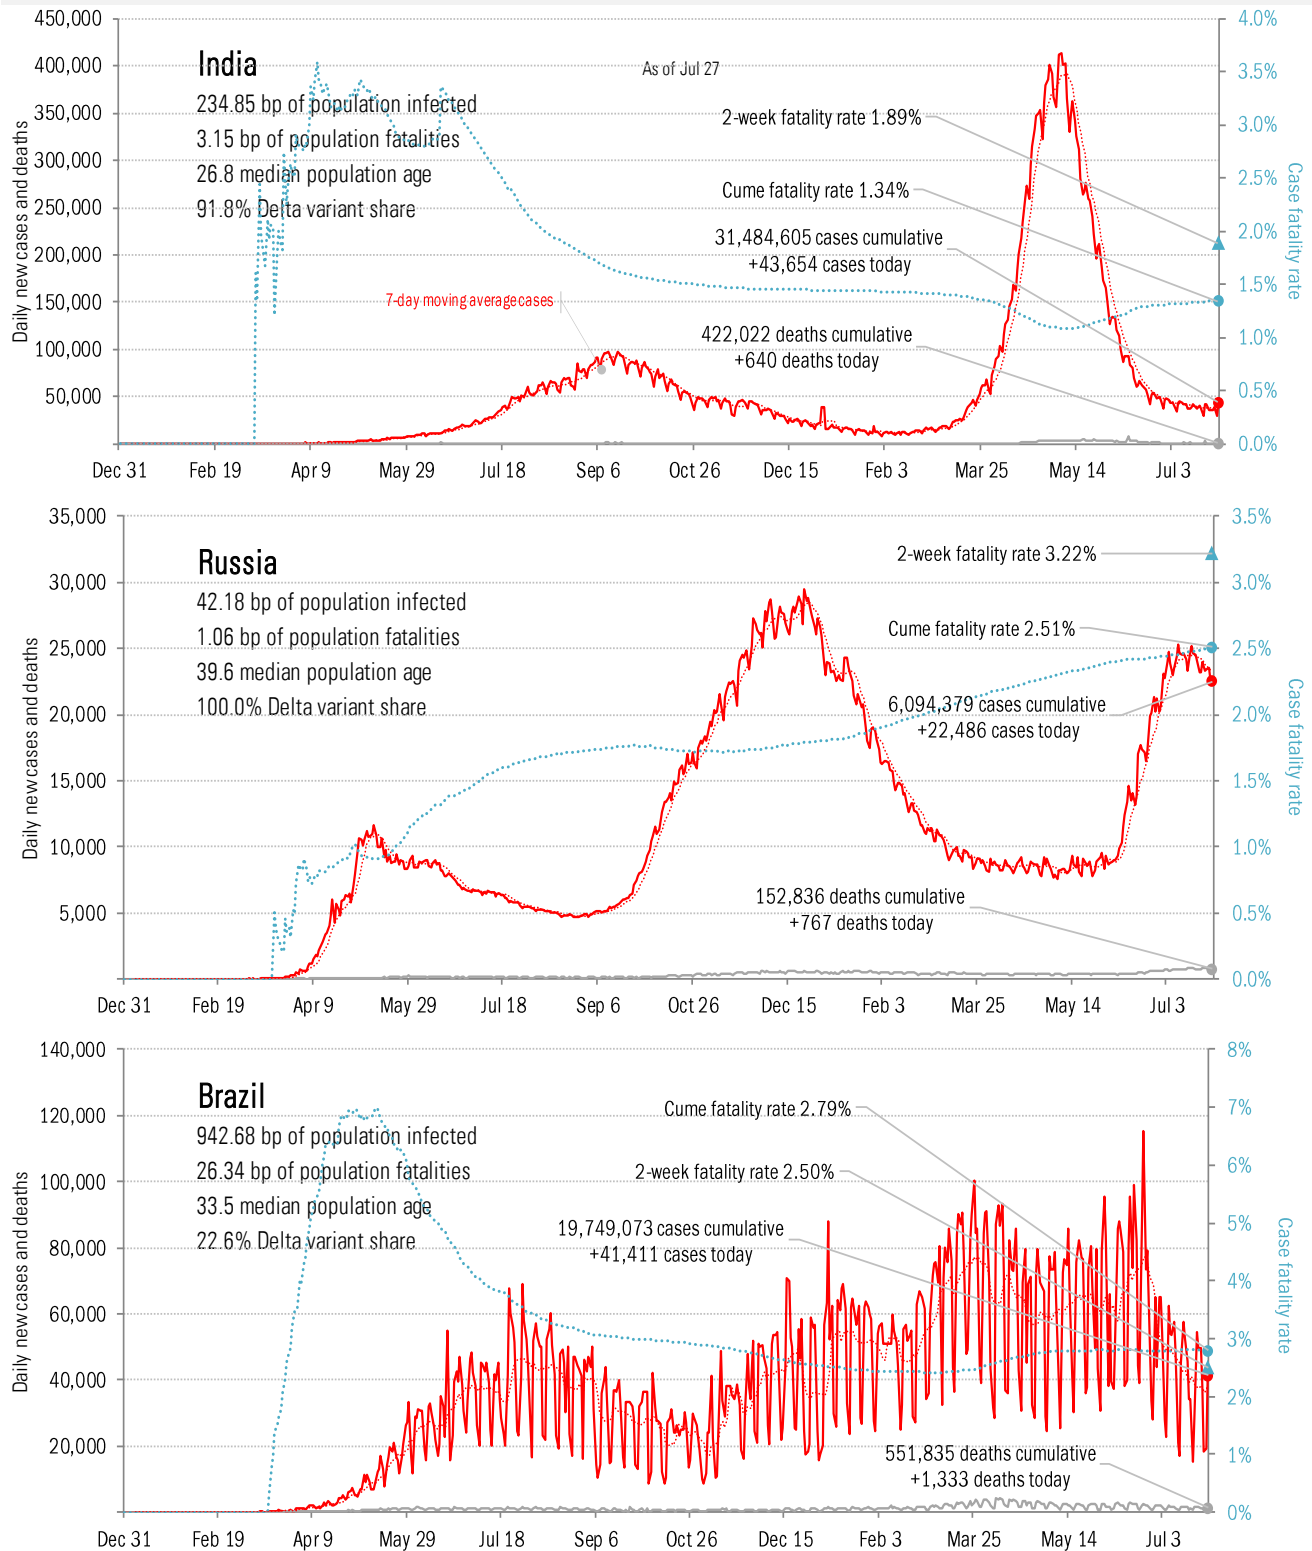 450,000
400,000
350,000
300,000
250,000
200,000
150,000
100,000
50,000
Daily new cases and deaths
India
234.85 bp of population infected
3.15 bp of population fatalities
26.8 median population age
91.8% Delta variant share
As of Jul 27
2-week fatality rate 1.89%
Cume fatality rate 1.34%
31,484,605 cases cumulative
+43,654 cases today
7-day moving average cases
422,022 deaths cumulative
+640 deaths today
4.0%
3.5%
3.0%
2.5%
2.0%
1.5%
1.0%
0.5%
0.0%
Case fatality rate
Dec 31 Feb 19 Apr 9 May 29 Jul 18 Sep 6 Oct 26 Dec 15 Feb 3 Mar 25 May 14 Jul 3
35,000
30,000
25,000
20,000
15,000
10,000
5,000
Daily new cases and deaths
Russia
42.18 bp of population infected
1.06 bp of population fatalities
39.6 median population age
100.0% Delta variant share
2-week fatality rate 3.22%
Cume fatality rate 2.51%
6,094,379 cases cumulative
+22,486 cases today
152,836 deaths cumulative
+767 deaths today
3.5%
3.0%
2.5%
2.0%
1.5%
1.0%
0.5%
0.0%
Case fatality rate
Dec 31 Feb 19 Apr 9 May 29 Jul 18 Sep 6 Oct 26 Dec 15 Feb 3 Mar 25 May 14 Jul 3
140,000
120,000
100,000
80,000
60,000
40,000
20,000
Daily new cases and deaths
Brazil
942.68 bp of population infected
26.34 bp of population fatalities
33.5 median population age
22.6% Delta variant share
Cume fatality rate 2.79%
2-week fatality rate 2.50%
19,749,073 cases cumulative
+41,411 cases today
551,835 deaths cumulative
+1,333 deaths today
8%
7%
6%
5%
4%
3%
2%
1%
0%
Case fatality rate
Dec 31 Feb 19 Apr 9 May 29 Jul 18 Sep 6 Oct 26 Dec 15 Feb 3 Mar 25 May 14 Jul 3